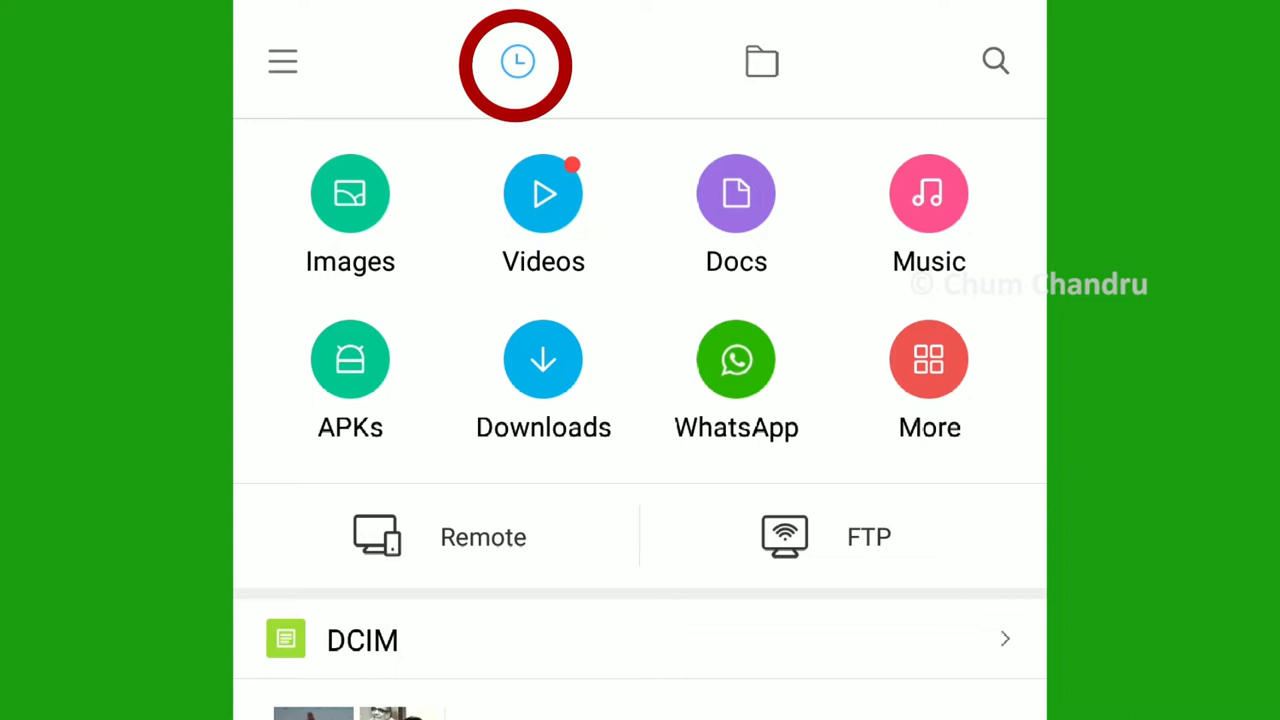 Images
Videos
Docs
Music
© Chum Chandru
APKs
Downloads
WhatsApp
More
Remote
FTP
DCIM